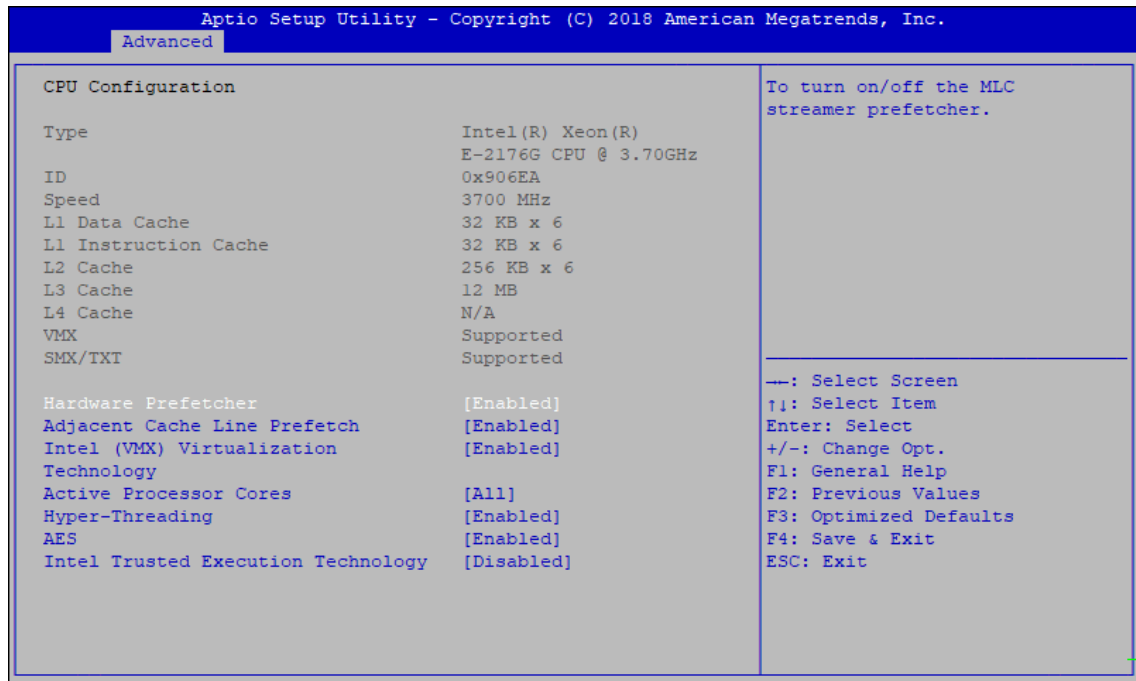 Aptio Setup Utility - Copyright (C) 2018 American Megatrends, Inc.
Advanced
CPU Configuration
Type Intel(R) Xeon(R)
E-2176G CPU @ 3.70GHz
ID 0x906EA
Speed 3700 MHz
L1 Data Cache 32 KB x 6
L1 Instruction Cache 32 KB x 6
L2 Cache 256 KB x 6
L3 Cache 12 MB
L4 Cache N/A
VMX Supported
SMX/TXT Supported
Hardware Prefetcher [Enabled]
Adjacent Cache Line Prefetch [Enabled]
Intel (VMX) Virtualization [Enabled]
Technology
Active Processor Cores [All]
Hyper-Threading [Enabled]
AES [Enabled]
Intel Trusted Execution Technology [Disabled]
To turn on/off the MLC
streamer prefetcher.
→←: Select Screen
↑↓: Select Item
Enter: Select
+/-: Change Opt.
F1: General Help
F2: Previous Values
F3: Optimized Defaults
F4: Save & Exit
ESC: Exit